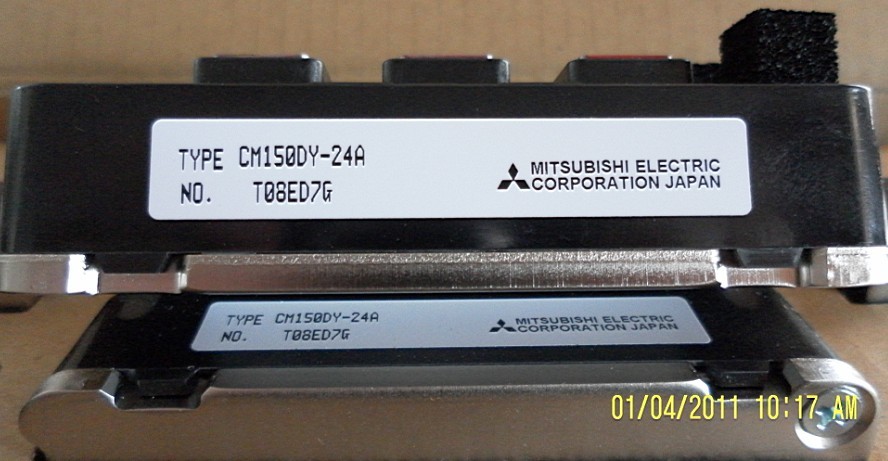 TYPE CM150DY-24A
NO. T08ED7G
MITSUBISHI ELECTRIC
CORPORATION JAPAN
TYPE CM150DY-24A
NO. T08ED7G
MITSUBISHI ELECTRIC
CORPORATION JAPAN
01/04/2011 10:17 AM